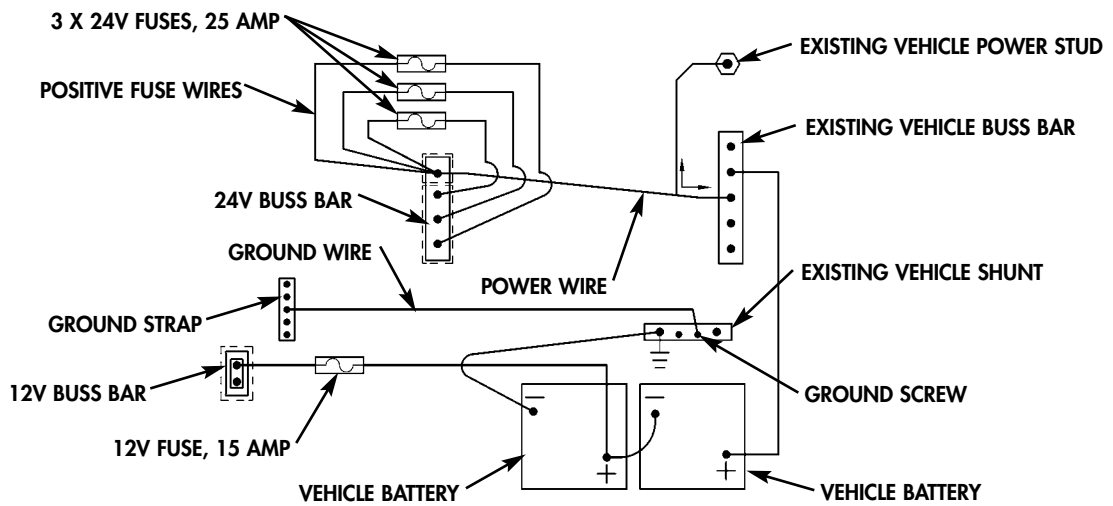 3 X 24V FUSES, 25 AMP
EXISTING VEHICLE POWER STUD
POSITIVE FUSE WIRES
EXISTING VEHICLE BUSS BAR
24V BUSS BAR
GROUND WIRE
POWER WIRE
EXISTING VEHICLE SHUNT
GROUND STRAP
12V BUSS BAR
GROUND SCREW
12V FUSE, 15 AMP
VEHICLE BATTERY
VEHICLE BATTERY